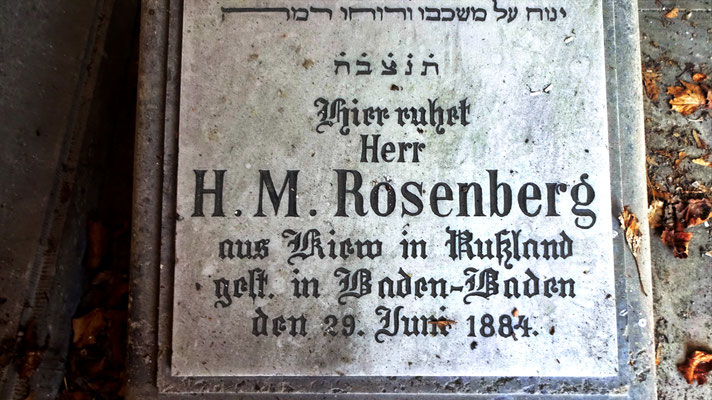 ינוח על משכבו ורוחו
תנצבה
Hier ruhet
Herr
H. M. Rosenberg
aus Kiew in Rußland
gest. in Baden-Baden
den 29. Juni 1884.